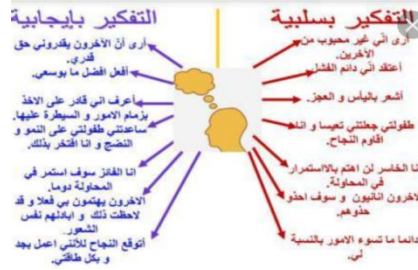 التفكير بسلبية
أرى أنّي غير محبوب من
الآخرين.
أعتقد أنّي دائم الفشل
أشعر باليأس و العجز.
طفولتي جعلتني تعيسا و انا
اقاوم النجاح.
انا الخاسر لن اهتم بالاستمرار
في المحاولة.
الاخرون انانيون و سوف احذو
حذوهم.
دائما ما تسوء الامور بالنسبة
لي.
التفكير بإيجابية
أرى أنّ الآخرون يقدروني حق
قدري.
أفعل افضل ما بوسعي.
أعرف اني قادر على الاخذ
بزمام الامور و السيطرة عليها.
ساعدتني طفولتي على النمو و
النضج و انا افتخر بذلك.
انا الفائز سوف استمر في
المحاولة دوما.
الاخرون يهتمون بي فعلا و قد
لاحظت ذلك و ابادلهم نفس
الشعور.
أتوقع النجاح للأنني اعمل بجد
و بكل طاقتي.